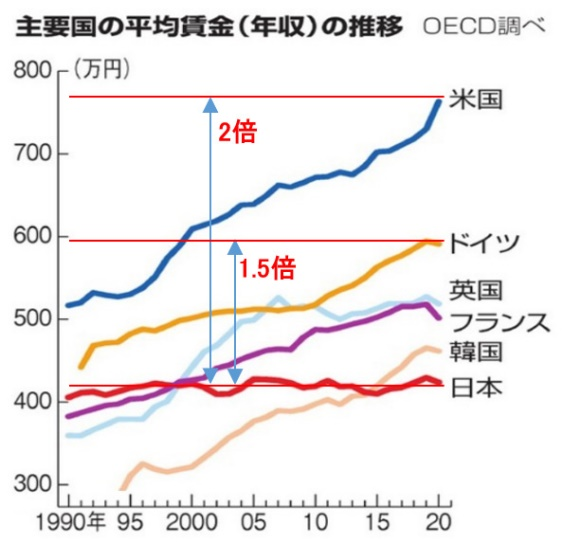 主要国の平均賃金（年収）の推移 OECD調べ
800 （万円）
700
600
500
400
300
2倍
1.5倍
米国
ドイツ
英国
フランス
韓国
日本
1990年 95 2000 05 10 15 20